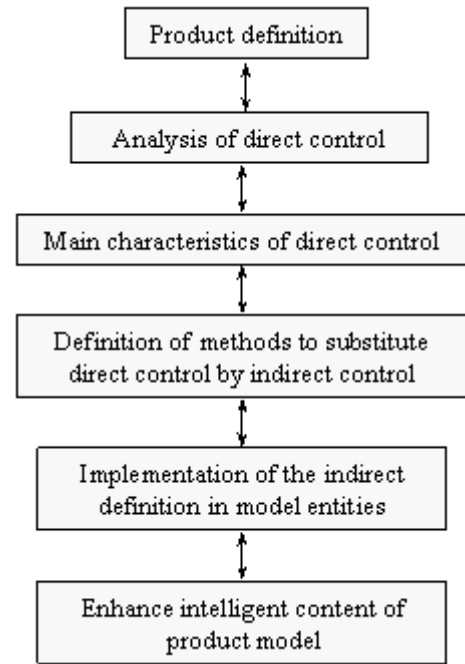 Product definition
Analysis of direct control
Main characteristics of direct control
Definition of methods to substitute
direct control by indirect control
Implementation of the indirect
definition in model entities
Enhance intelligent content of
product model